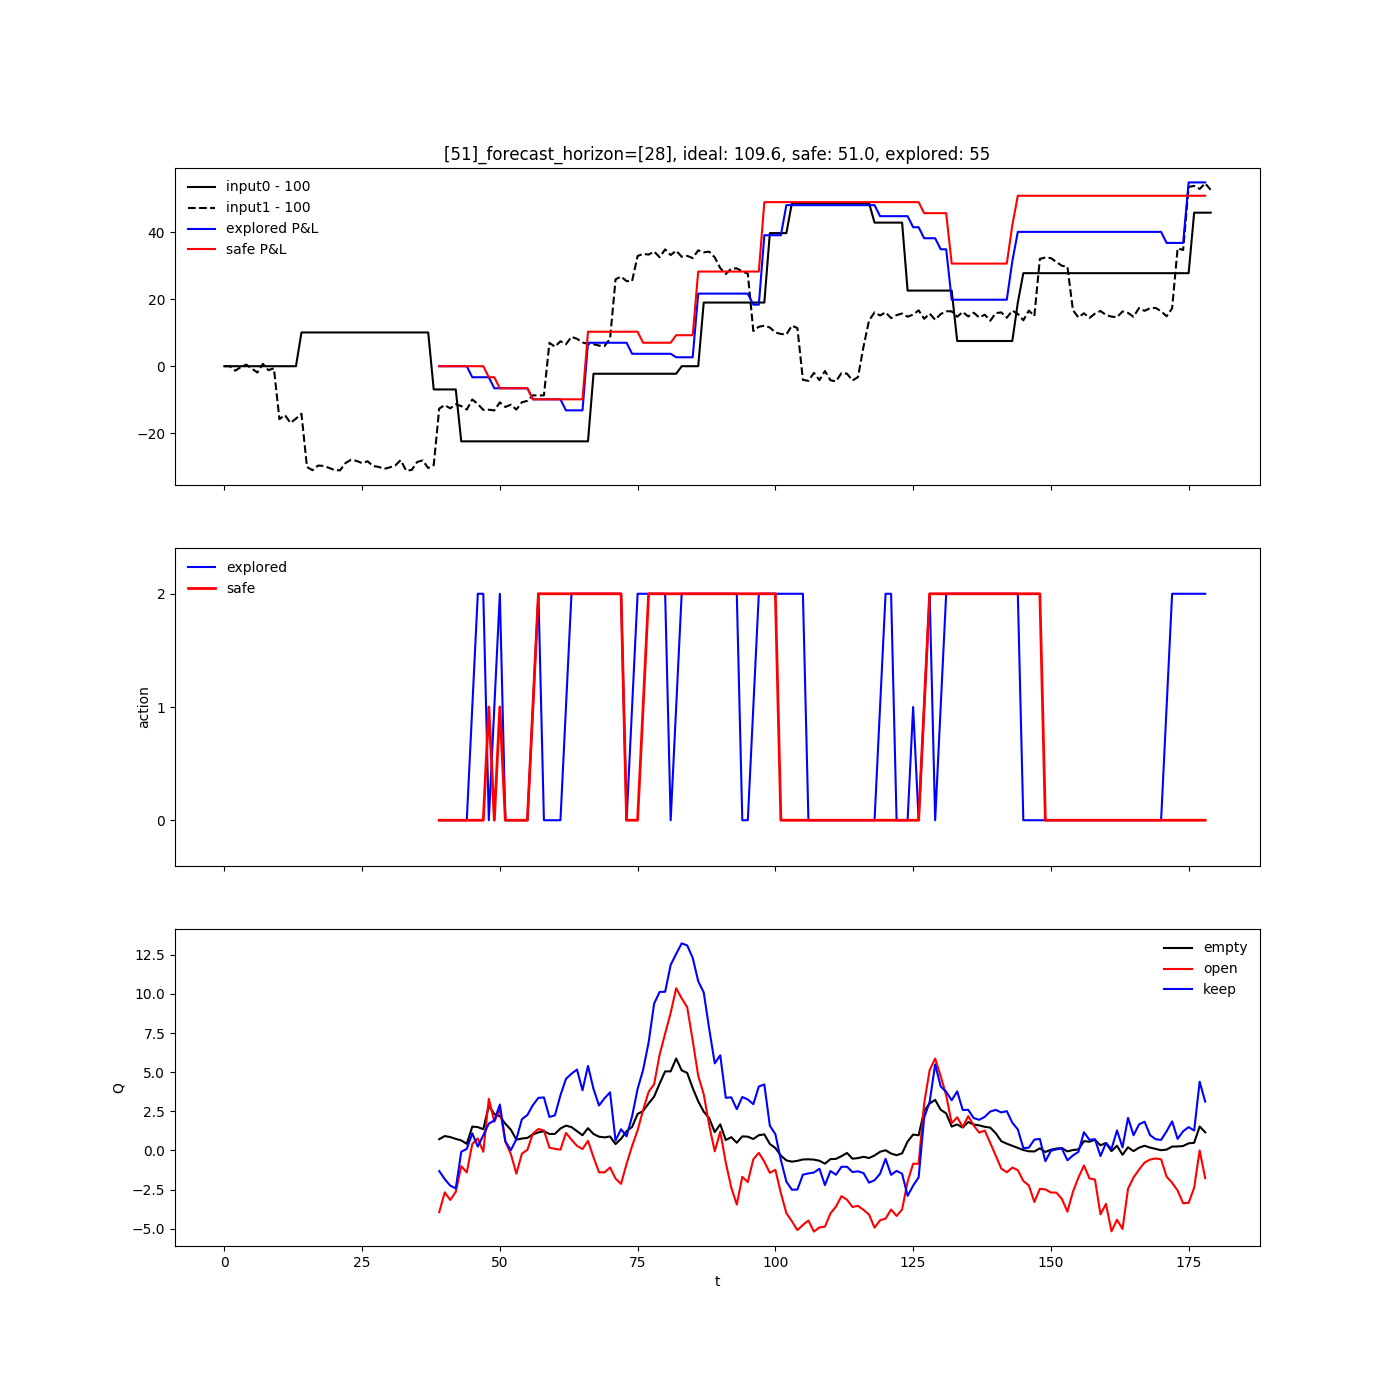 [51]_forecast_horizon=[28], ideal: 109.6, safe: 51.0, explored: 55
input0 - 100
input1 - 100
explored P&L
safe P&L
40
20
0
−20
explored
safe
2
1
0
action
empty
open
keep
12.5
10.0
7.5
5.0
2.5
0.0
−2.5
−5.0
Q
0 25 50 75 100 125 150 175
t